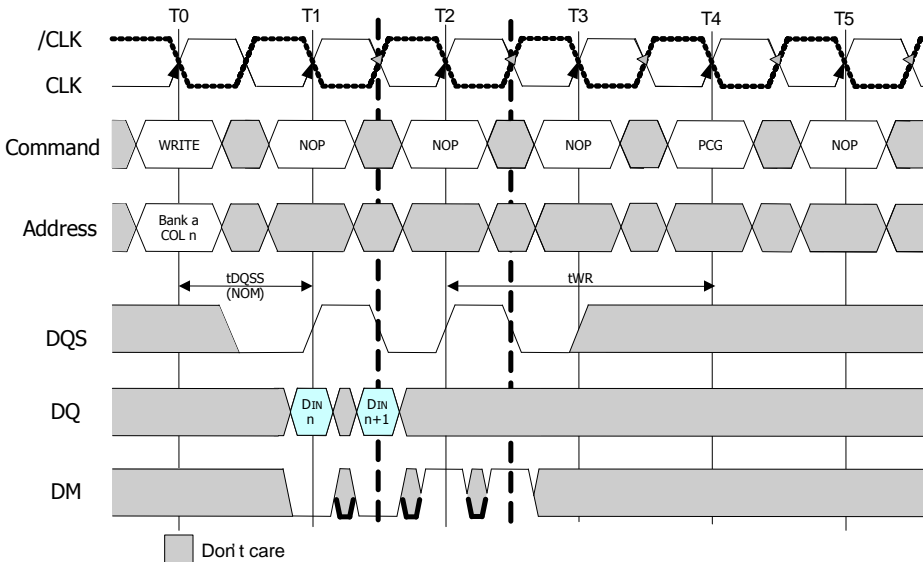 T0 T1 T2 T3 T4 T5
/CLK
CLK
Command WRITE NOP NOP NOP PCG NOP
Address Bank a
COL n
tDQSS
(NOM)
tWR
DQS
DQ DIN
n
DIN
n+1
DM
Don't care